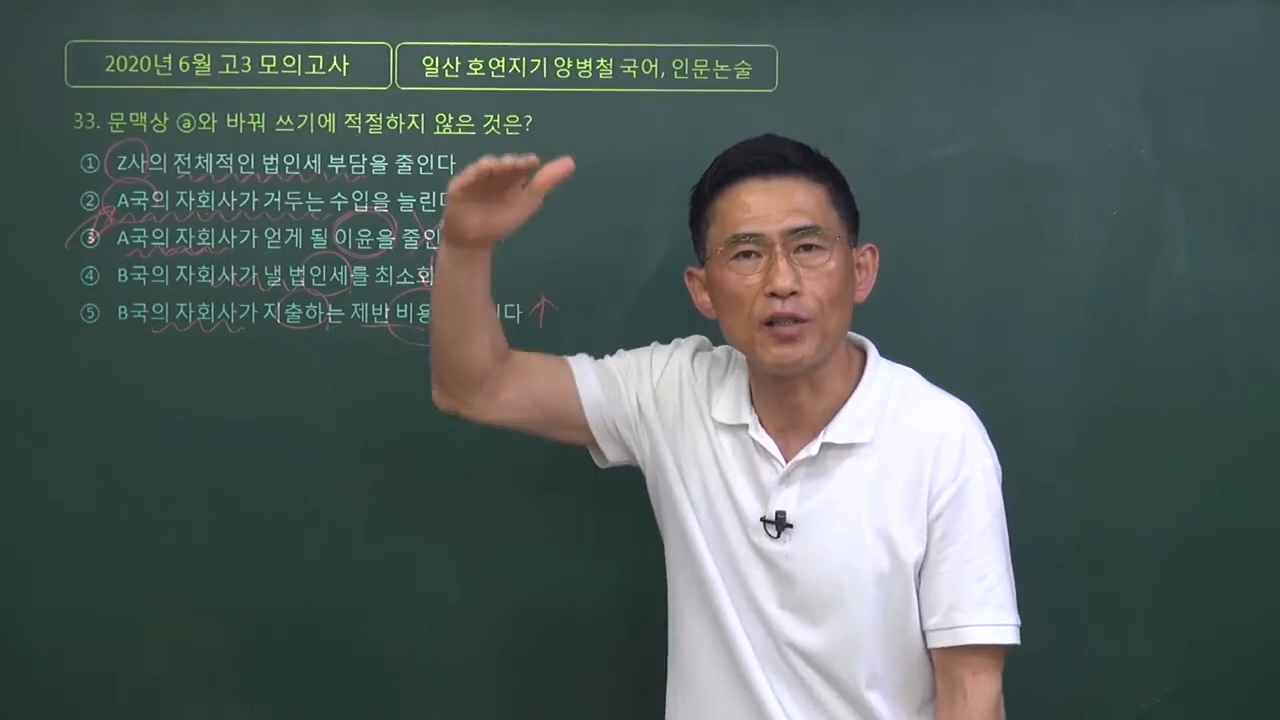 2020년 6월 고3 모의고사
일산 호연지기 양병철 국어, 인문논술
33. 문맥상 ⓐ와 바꿔 쓰기에 적절하지 않은 것은?
① Z사의 전체적인 법인세 부담을 줄인다
② A국의 자회사가 거두는 수입을 늘린다
③ A국의 자회사가 얻게 될 이윤을 줄인
④ B국의 자회사가 낼 법인세를 최소화
⑤ B국의 자회사가 지출하는 제반 비용